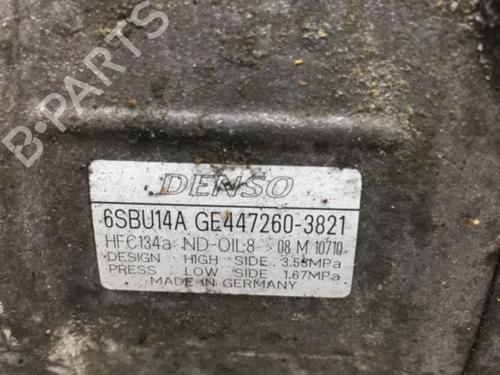 B-PARTS
DENSO
6SBU14A GE447260-3821
HFC134a ND-OIL8 08 M 10710
DESIGN HIGH SIDE 3.53MPa
PRESS LOW SIDE 1.67MPa
MADE IN GERMANY